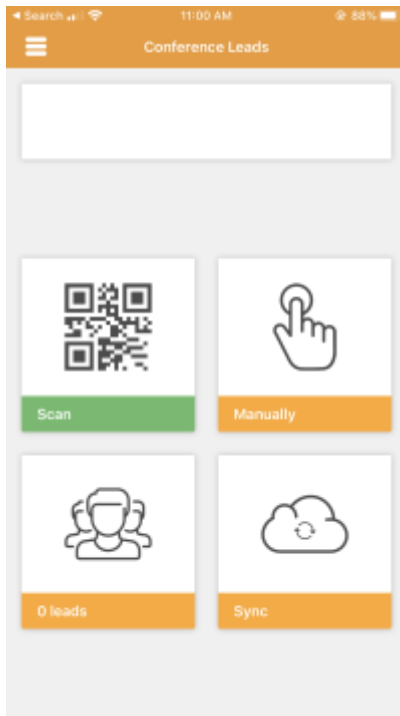 Search 11:00 AM 88%
Conference Leads
Scan
Manually
0 leads
Sync